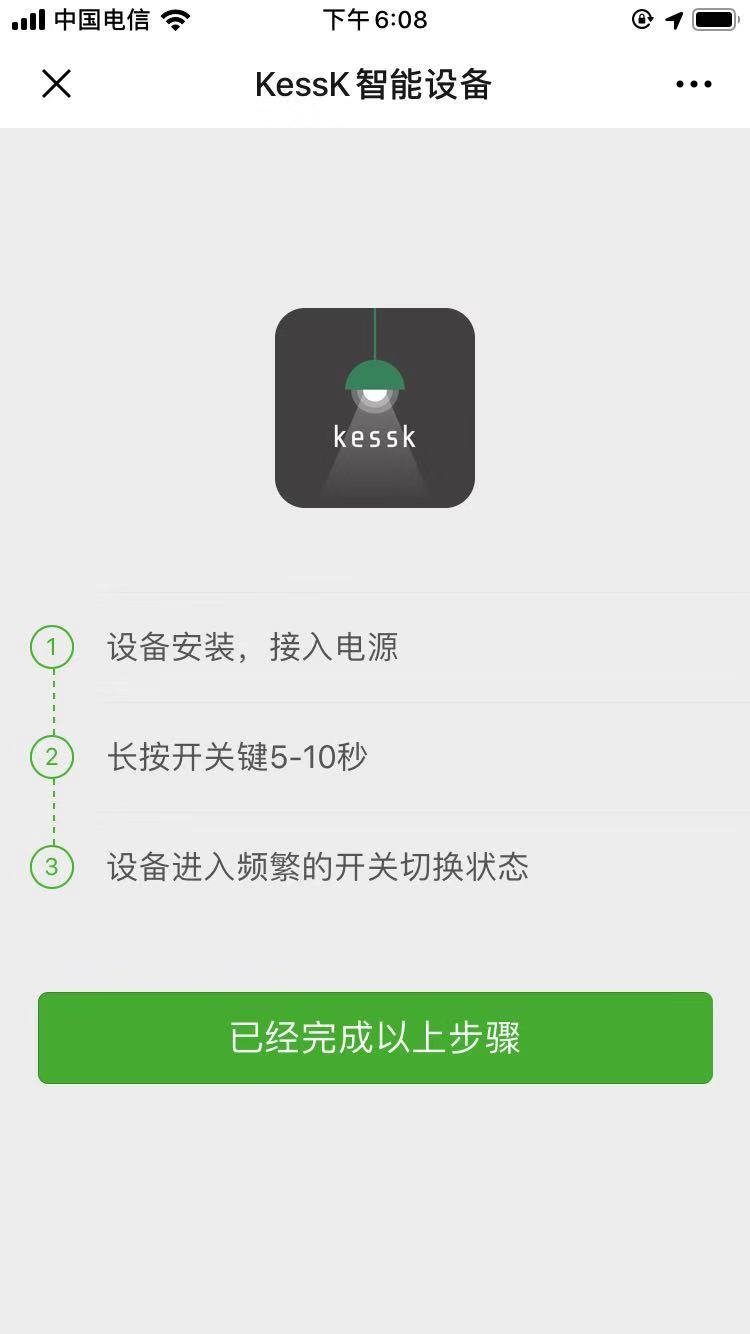 中国电信 下午6:08
KessK智能设备
kessk
1 设备安装，接入电源
2 长按开关键5-10秒
3 设备进入频繁的开关切换状态
已经完成以上步骤